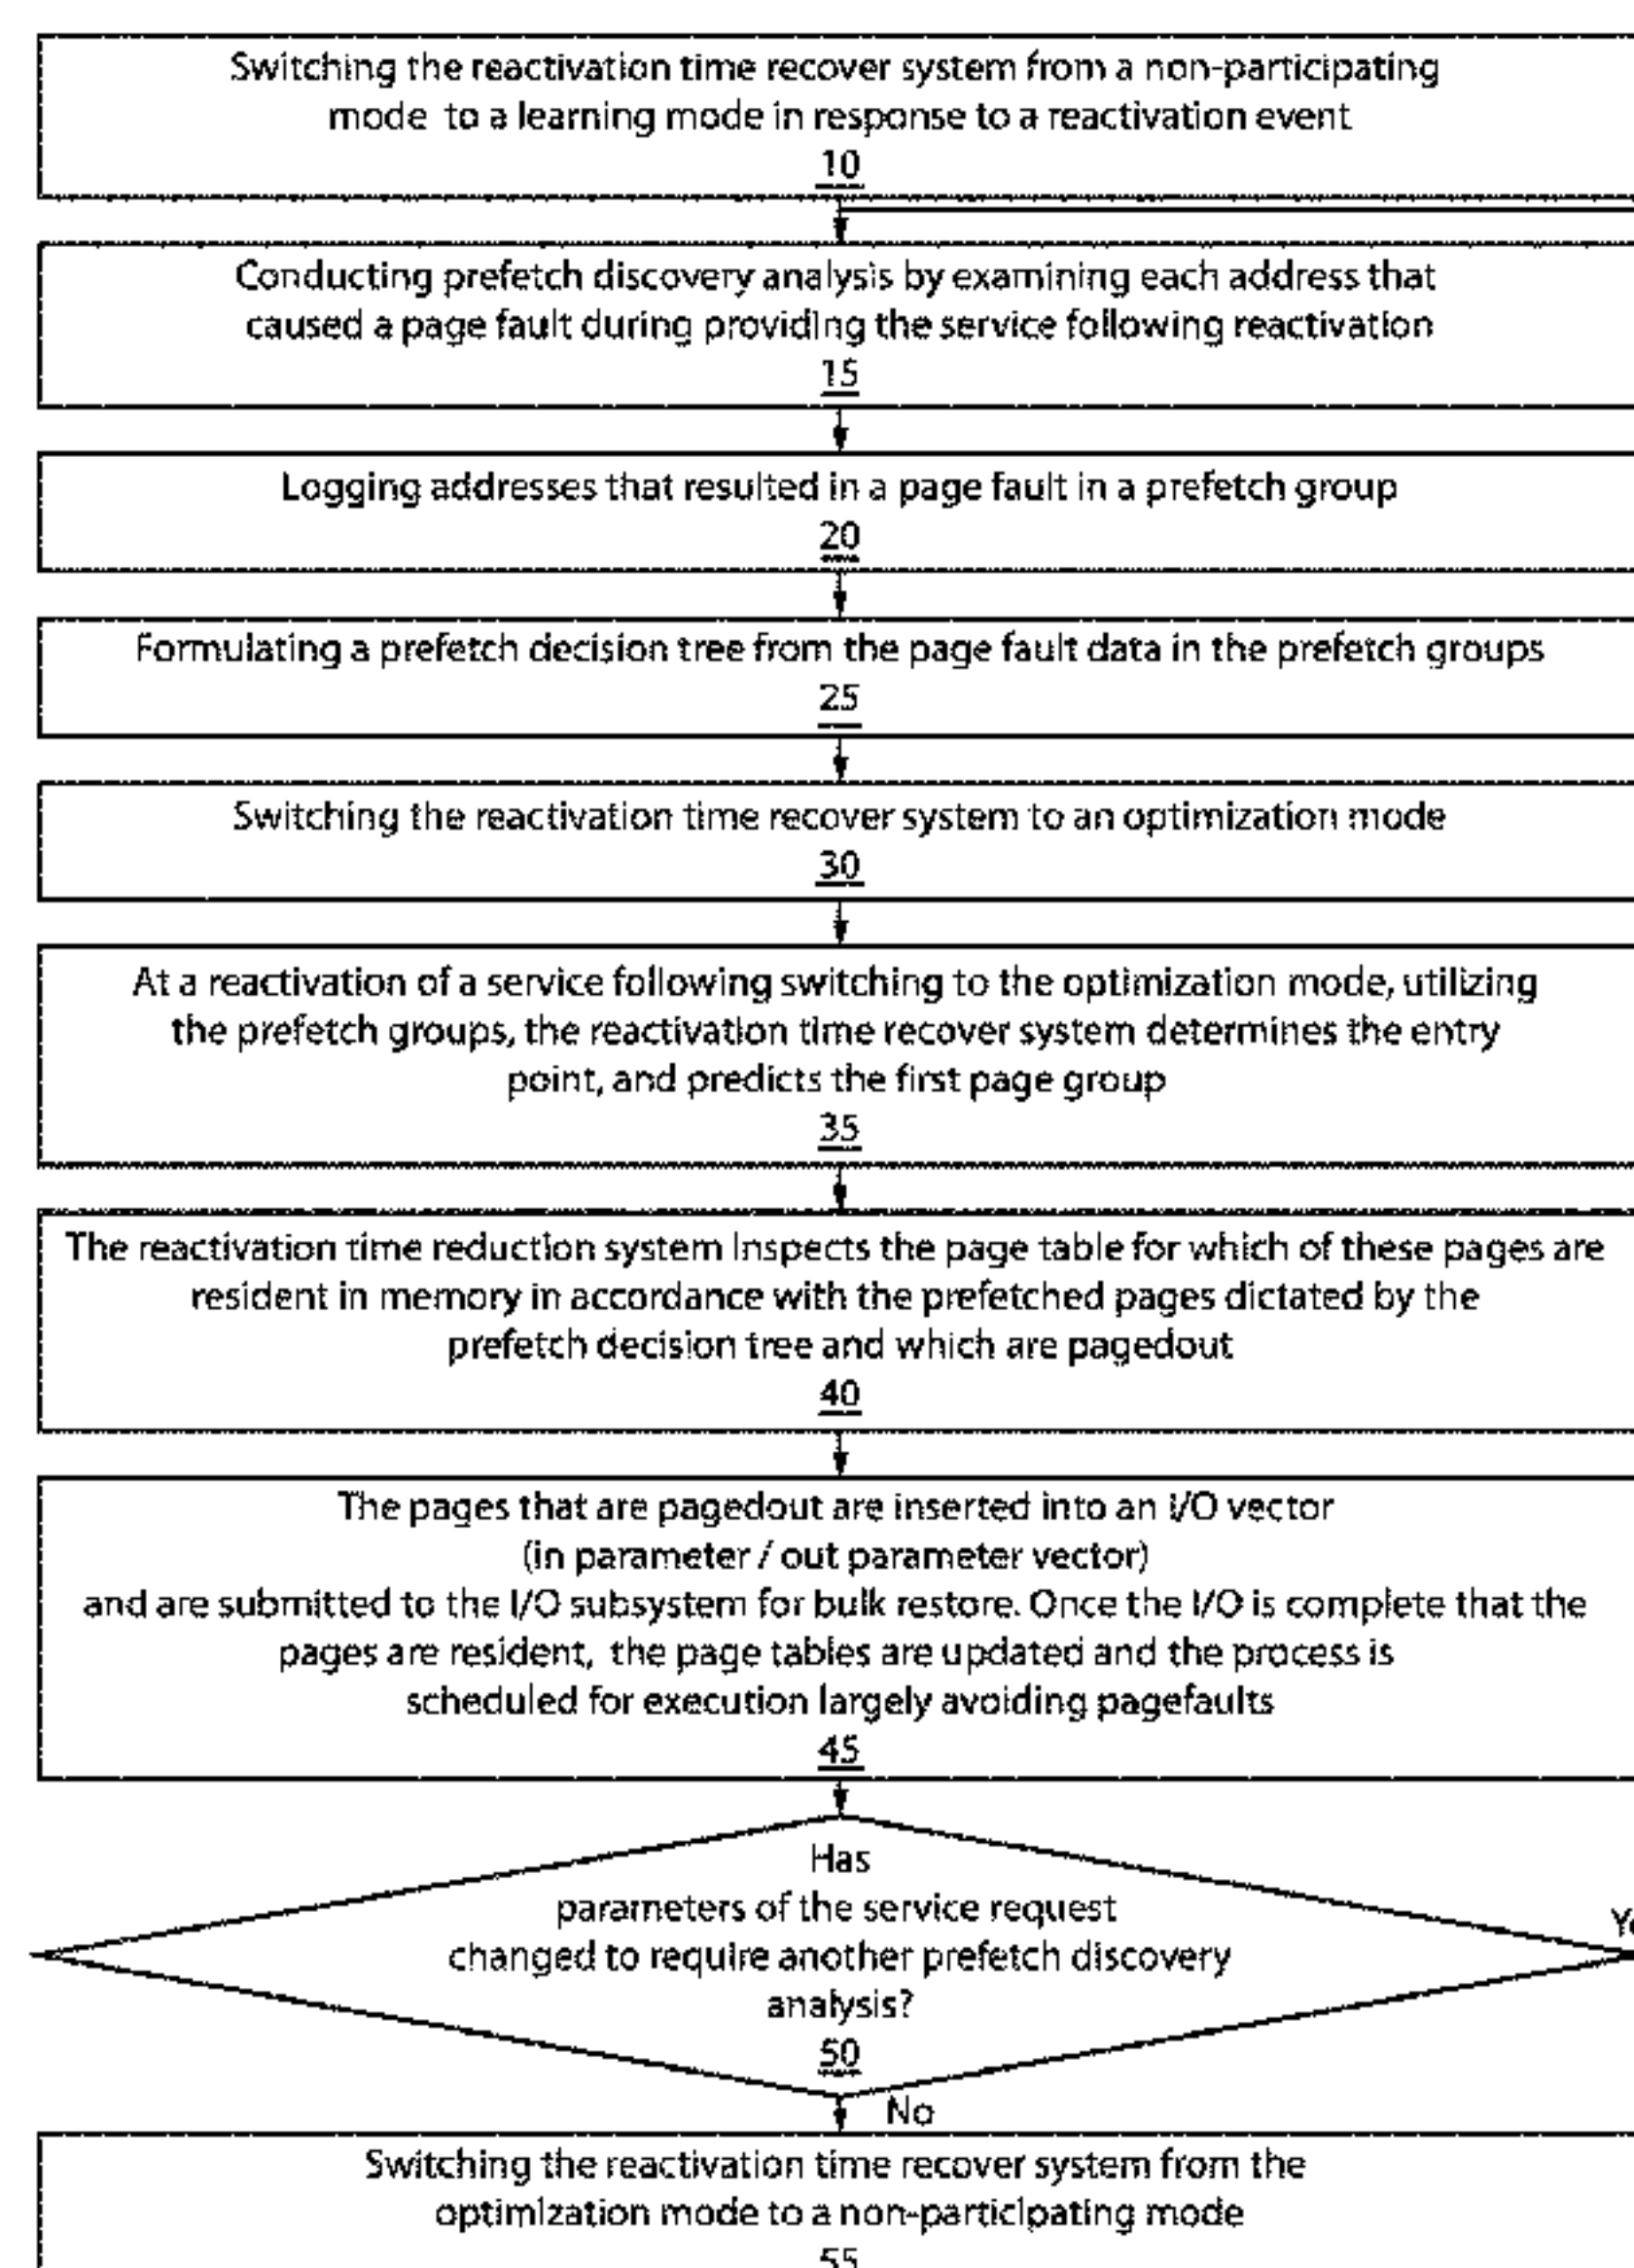 Switching the reactivation time recover system from a non-participating
mode to a learning mode in response to a reactivation event
10
Conducting prefetch discovery analysis by examining each address that
caused a page fault during providing the service following reactivation
15
Logging addresses that resulted in a page fault in a prefetch group
20
Formulating a prefetch decision tree from the page fault data in the prefetch groups
25
Switching the reactivation time recover system to an optimization mode
30
At a reactivation of a service following switching to the optimization mode, utilizing
the prefetch groups, the reactivation time recover system determines the entry
point, and predicts the first page group
35
The reactivation time reduction system Inspects the page table for which of these pages are
resident in memory in accordance with the prefetched pages dictated by the
prefetch decision tree and which are pagedout
40
The pages that are pagedout are inserted into an I/O vector
(in parameter / out parameter vector)
and are submitted to the I/O subsystem for bulk restore. Once the I/O is complete that the
pages are resident, the page tables are updated and the process is
scheduled for execution largely avoiding pagefaults
45
Has
parameters of the service request
changed to require another prefetch discovery
analysis?
50
No
Switching the reactivation time recover system from the
optimization mode to a non-participating mode
55